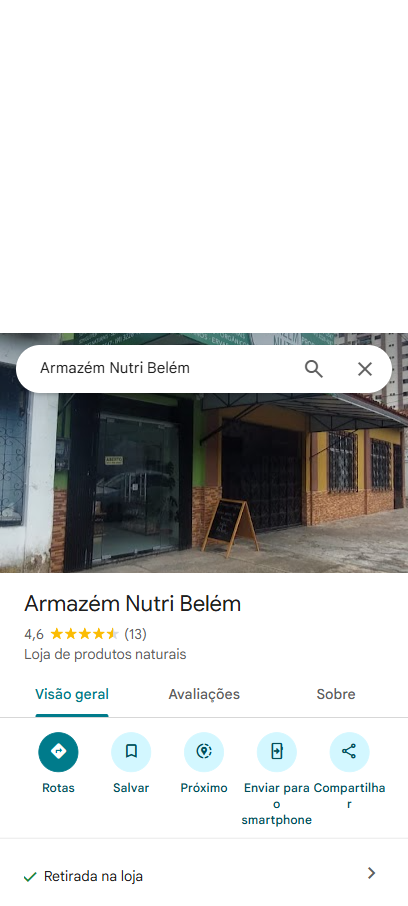 Armazém Nutri Belém
Armazém Nutri Belém
4,6 (13)
Loja de produtos naturais
Visão geral Avaliações Sobre
Rotas Salvar Próximo Enviar para o smartphone Compartilhar
Retirada na loja